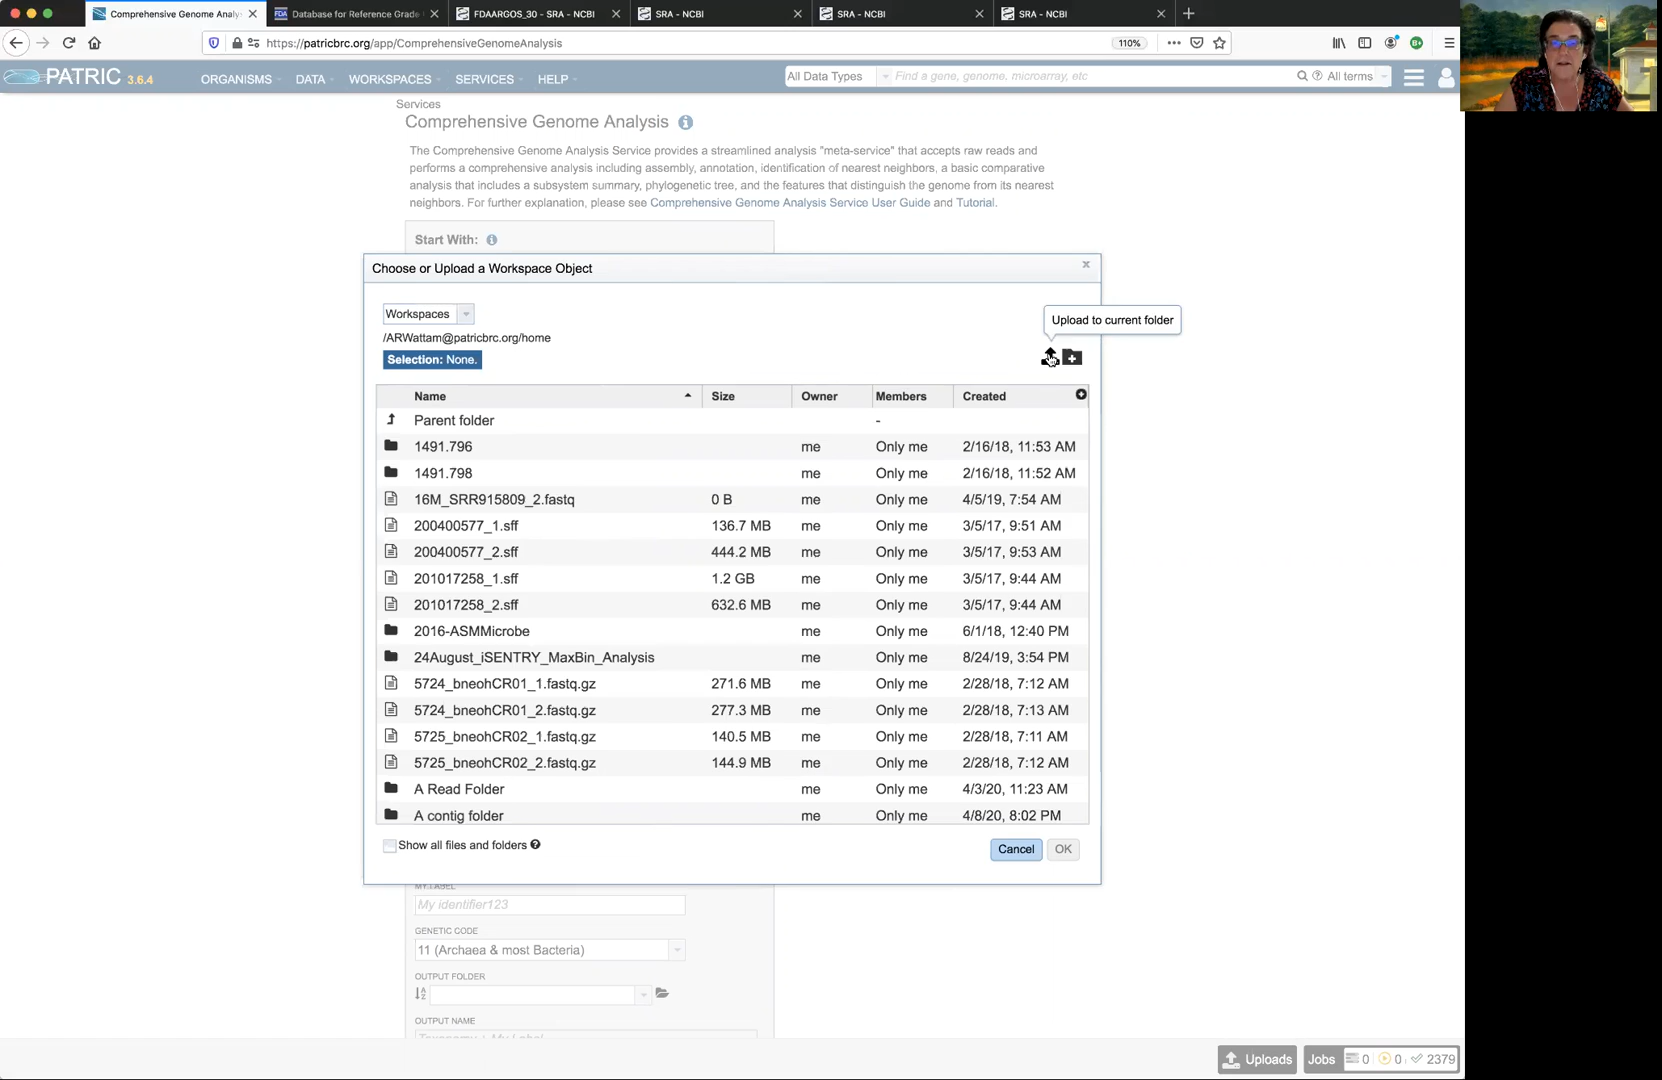 Comprehensive Genome Analy
Database for Reference Grade
FDAARGOS_30 - SRA - NCBI
SRA - NCBI
SRA - NCBI
SRA - NCBI
https://patricbrc.org/app/ComprehensiveGenomeAnalysis
110%
PATRIC 3.6.4
ORGANISMS
DATA
WORKSPACES
SERVICES
HELP
All Data Types
Find a gene, genome. microarray, etc
All terms
Services
Comprehensive Genome Analysis
The Comprehensive Genome Analysis Service provides a streamlined analysis "meta-service" that accepts raw reads and
performs a comprehensive analysis including assembly, annotation, identification of nearest neighbors, a basic comparative
analysis that includes a subsystem summary, phylogenetic tree, and the features that distinguish the genome from its nearest
neighbors. For further explanation, please see Comprehensive Genome Analysis Service User Guide and Tutorial.
Start With:
Choose or Upload a Workspace Object
Workspaces
Upload to current folder
/ARWattam@patricbrc.org/home
Selection: None.
Name Size Owner Members Created
Parent folder -
1491.796 me Only me 2/16/18, 11:53 AM
1491.798 me Only me 2/16/18, 11:52 AM
16M_SRR915809_2.fastq 0 B me Only me 4/5/19, 7:54 AM
200400577_1.sff 136.7 MB me Only me 3/5/17, 9:51 AM
200400577_2.sff 444.2 MB me Only me 3/5/17, 9:53 AM
201017258_1.sff 1.2 GB me Only me 3/5/17, 9:44 AM
201017258_2.sff 632.6 MB me Only me 3/5/17, 9:44 AM
2016-ASMMicrobe me Only me 6/1/18, 12:40 PM
24August_iSENTRY_MaxBin_Analysis me Only me 8/24/19, 3:54 PM
5724_bneohCR01_1.fastq.gz 271.6 MB me Only me 2/28/18, 7:12 AM
5724_bneohCR01_2.fastq.gz 277.3 MB me Only me 2/28/18, 7:13 AM
5725_bneohCR02_1.fastq.gz 140.5 MB me Only me 2/28/18, 7:11 AM
5725_bneohCR02_2.fastq.gz 144.9 MB me Only me 2/28/18, 7:12 AM
A Read Folder me Only me 4/3/20, 11:23 AM
A contig folder me Only me 4/8/20, 8:02 PM
Show all files and folders
Cancel
OK
MY LABEL
My identifier123
GENETIC CODE
11 (Archaea & most Bacteria)
OUTPUT FOLDER
OUTPUT NAME
Taxonomy + My Label
Uploads
Jobs 0 0 2379